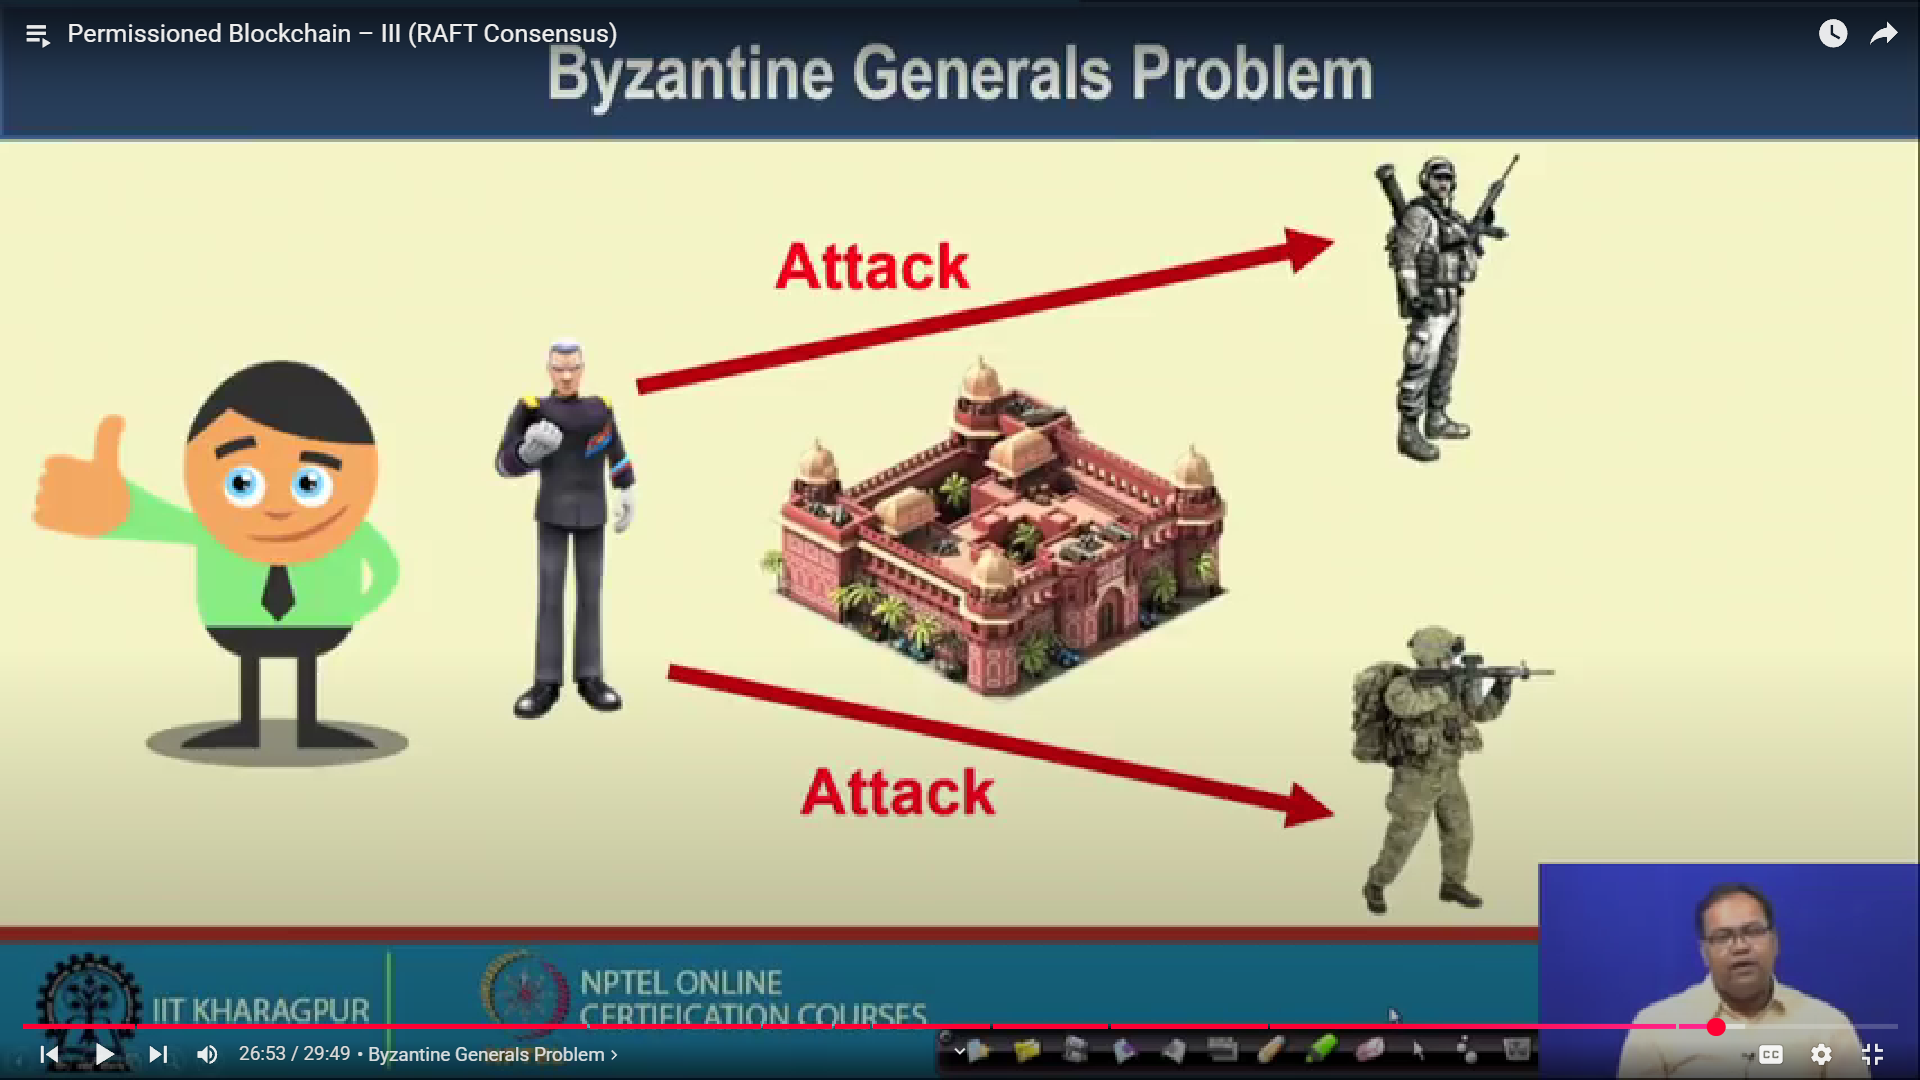 Permissioned Blockchain – III (RAFT Consensus)
Byzantine Generals Problem
Attack
Attack
IIT KHARAGPUR
NPTEL ONLINE
CERTIFICATION COURSES
26:53 / 29:49 • Byzantine Generals Problem ›
CC